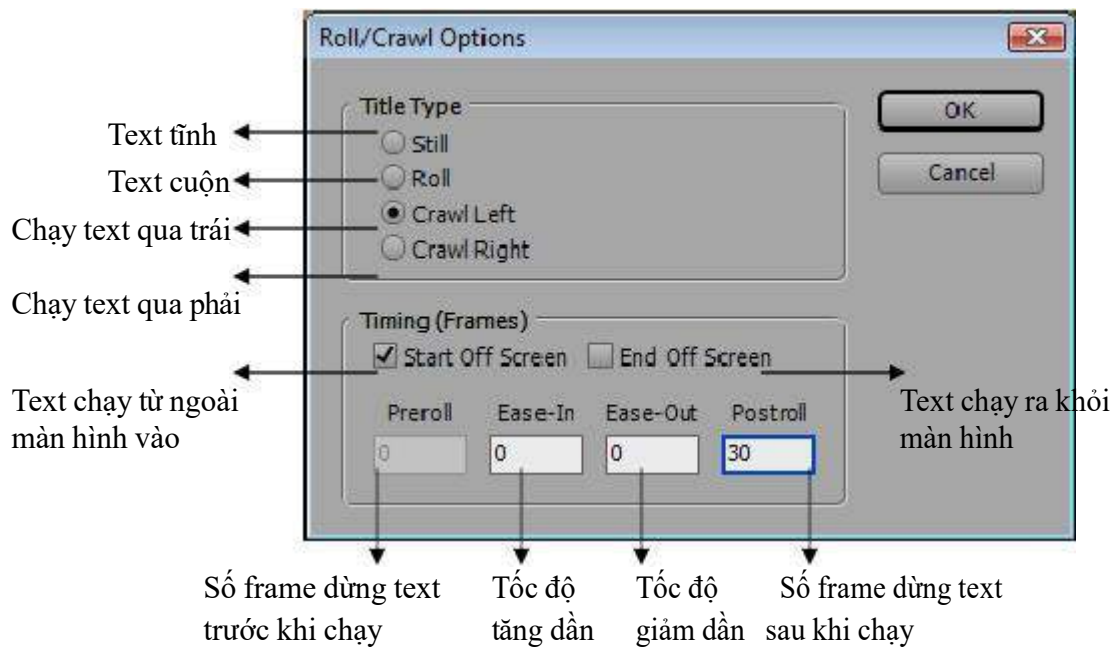 Roll/Crawl Options
Title Type
OK
Text tĩnh
Still
Text cuộn
Roll
Cancel
Chạy text qua trái
Crawl Left
Crawl Right
Chạy text qua phải
Timing (Frames)
Start Off Screen
End Off Screen
Text chạy từ ngoài
màn hình vào
Text chạy ra khỏi
màn hình
Preroll Ease-In Ease-Out Postroll
0 0 0 30
Số frame dừng text
trước khi chạy
Tốc độ
tăng dần
Tốc độ
giảm dần
Số frame dừng text
sau khi chạy